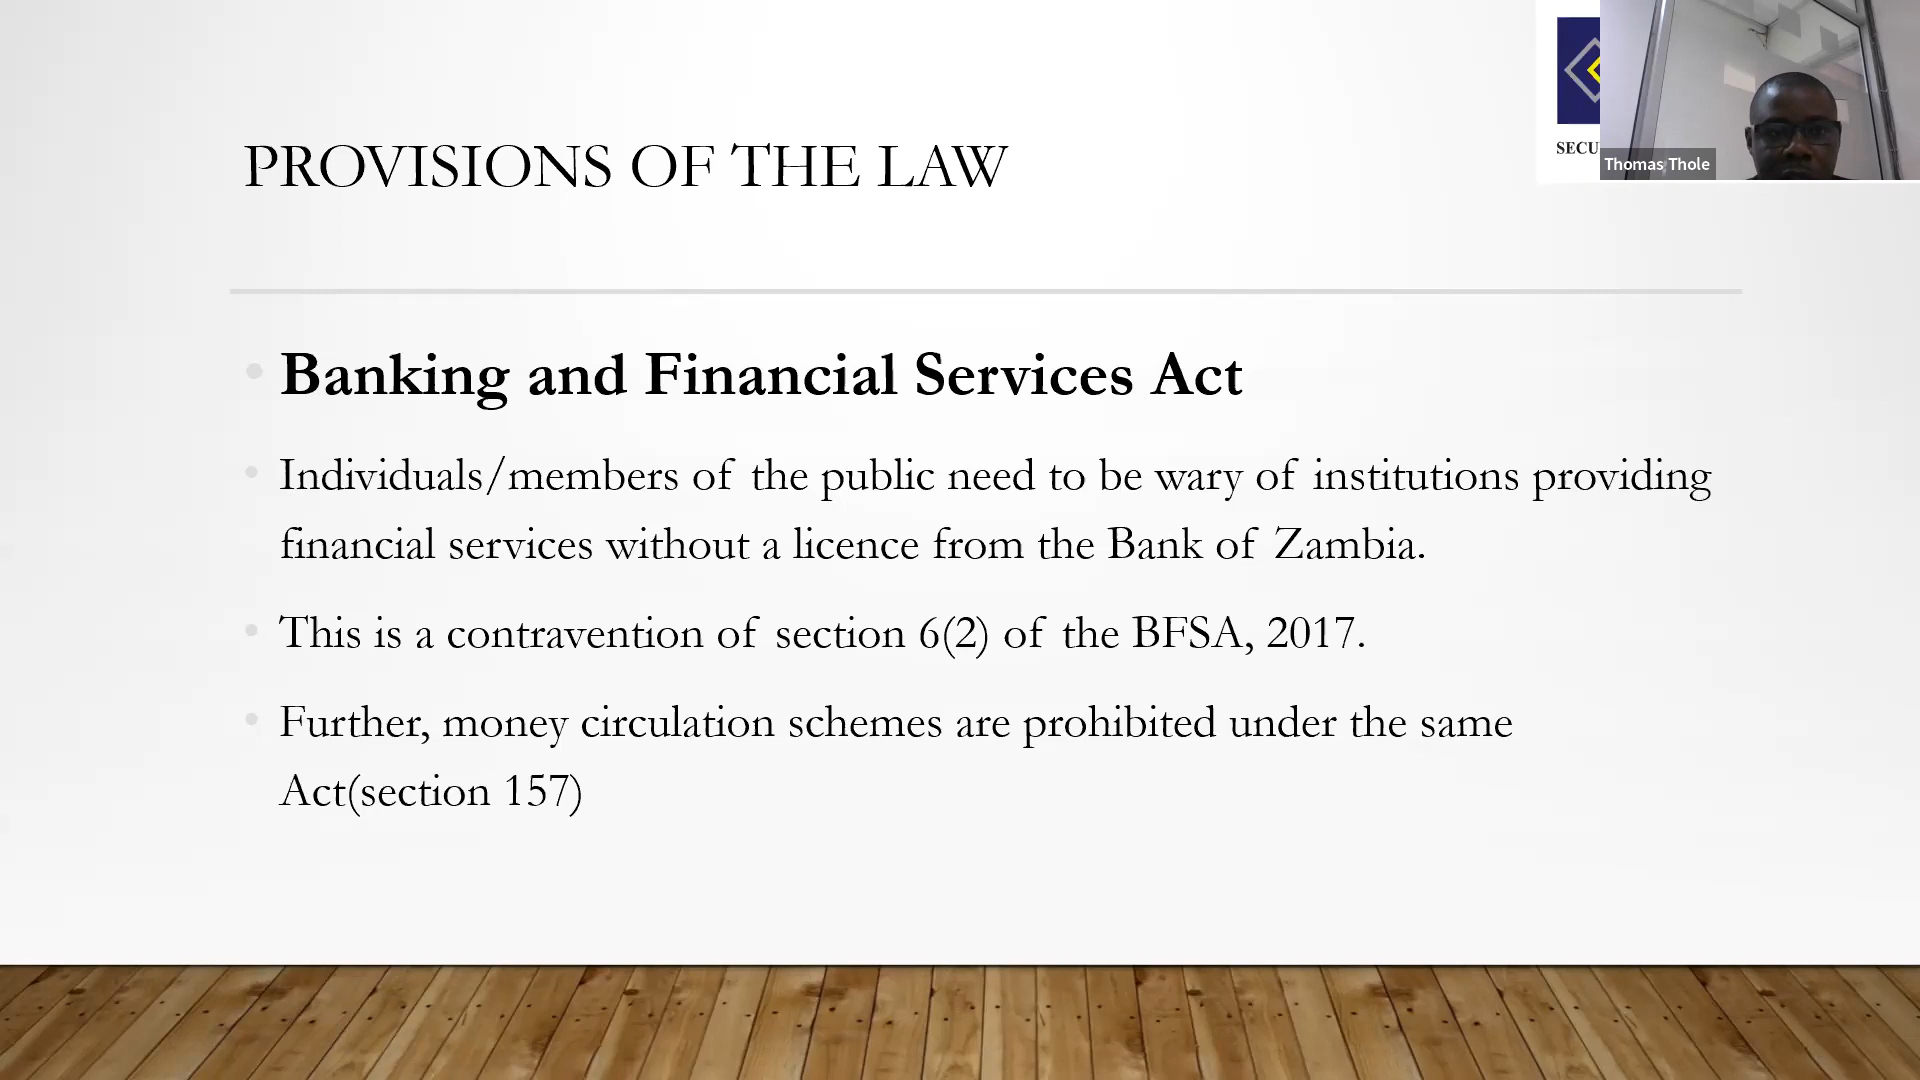 PROVISIONS OF THE LAW
SECU
Thomas Thole
Banking and Financial Services Act
Individuals/members of the public need to be wary of institutions providing
financial services without a licence from the Bank of Zambia.
This is a contravention of section 6(2) of the BFSA, 2017.
Further, money circulation schemes are prohibited under the same
Act(section 157)